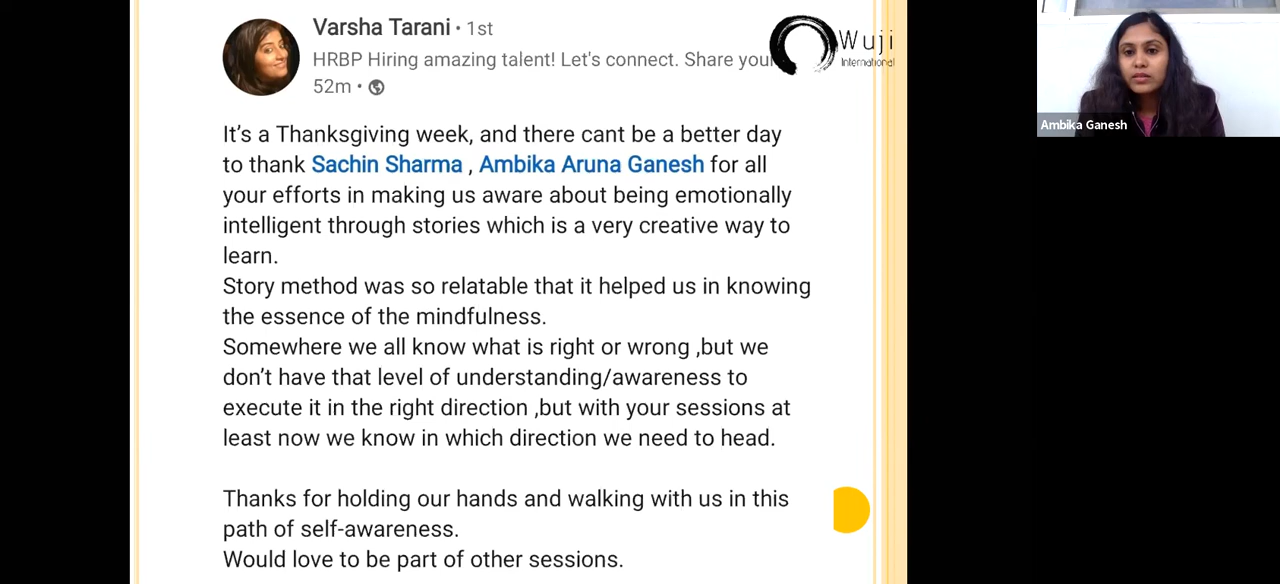 Varsha Tarani • 1st
HRBP Hiring amazing talent! Let's connect. Share your
52m •
Wuji
International
It's a Thanksgiving week, and there cant be a better day
to thank Sachin Sharma , Ambika Aruna Ganesh for all
your efforts in making us aware about being emotionally
intelligent through stories which is a very creative way to
learn.
Story method was so relatable that it helped us in knowing
the essence of the mindfulness.
Somewhere we all know what is right or wrong ,but we
don't have that level of understanding/awareness to
execute it in the right direction ,but with your sessions at
least now we know in which direction we need to head.
Thanks for holding our hands and walking with us in this
path of self-awareness.
Would love to be part of other sessions.
Ambika Ganesh